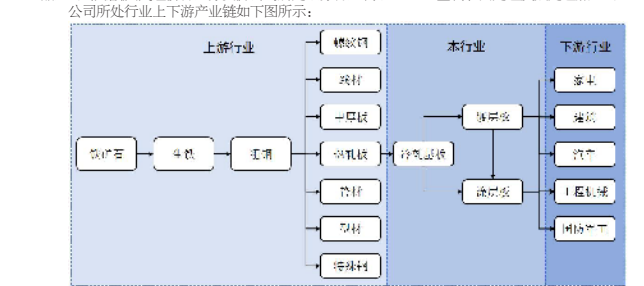 公司所处行业上下游产业链如下图所示：
上游行业
本行业
下游行业
螺纹钢
线材
中厚板
热轧板
管材
型材
特殊钢
铁矿石
生铁
粗钢
冷轧基板
镀层板
涂层板
家电
建筑
汽车
工程机械
国防军工